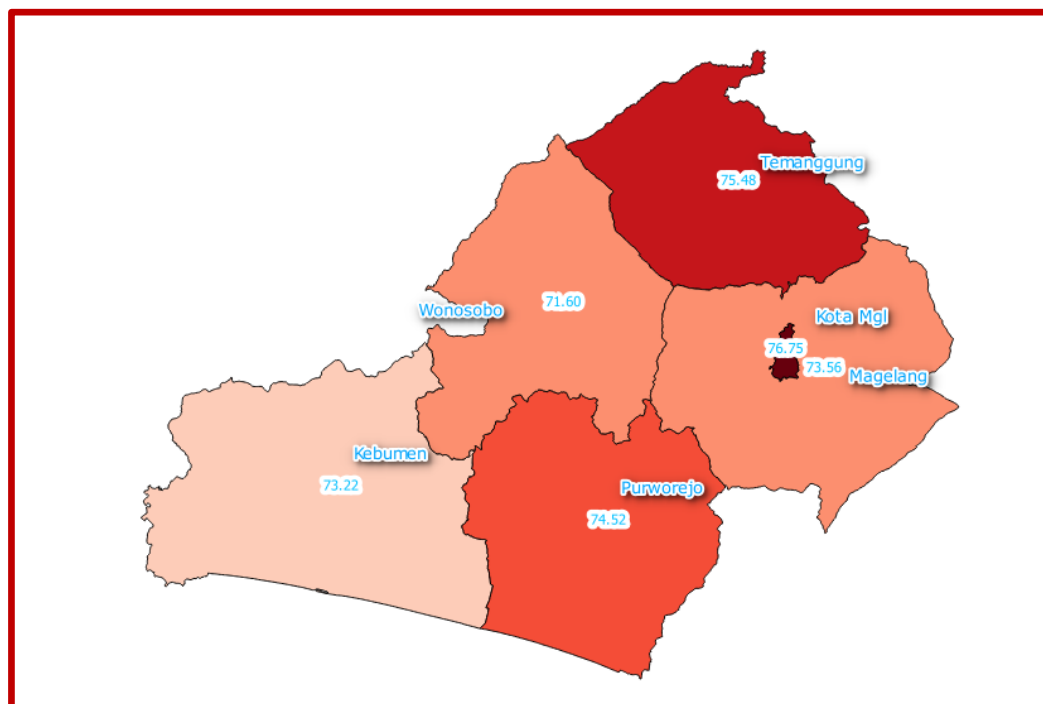 Temanggung
75.48
71.60
Wonosobo
Kota Mgl
76.75
73.56
Magelang
Kebumen
73.22
Purworejo
74.52